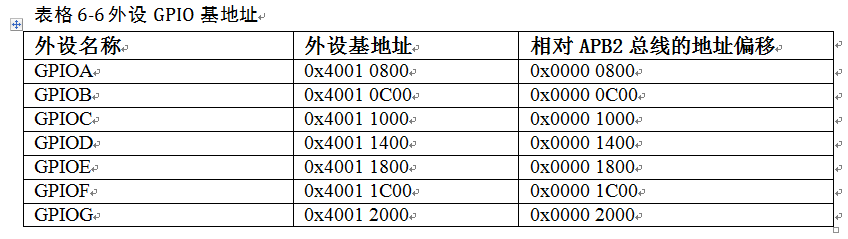 表格 6-6 外设 GPIO 基地址
外设名称 外设基地址 相对 APB2 总线的地址偏移
GPIOA 0x4001 0800 0x0000 0800
GPIOB 0x4001 0C00 0x0000 0C00
GPIOC 0x4001 1000 0x0000 1000
GPIOD 0x4001 1400 0x0000 1400
GPIOE 0x4001 1800 0x0000 1800
GPIOF 0x4001 1C00 0x0000 1C00
GPIOG 0x4001 2000 0x0000 2000